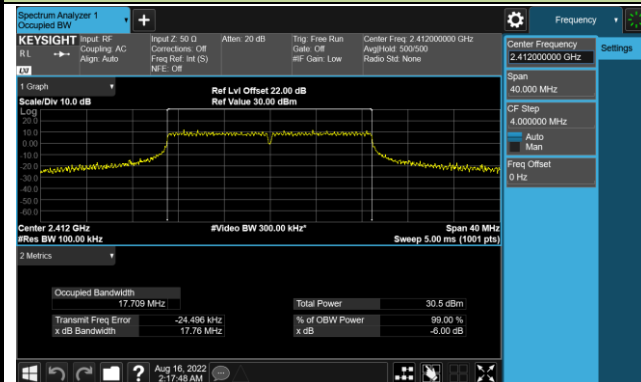 Spectrum Analyzer 1
Occupied BW
Frequency
Settings
KEYSIGHT
RL
LXI
Input: RF
Coupling: AC
Align: Auto
Input Z: 50 Ω
Corrections: Off
Freq Ref: Int (S)
NFE: Off
Atten: 20 dB
Trig: Free Run
Gate: Off
#IF Gain: Low
Center Freq: 2.412000000 GHz
Avg|Hold: 500/500
Radio Std: None
Center Frequency
2.412000000 GHz
Span
40.000 MHz
CF Step
4.000000 MHz
Auto
Man
Freq Offset
0 Hz
1 Graph
Scale/Div 10.0 dB
Ref Lvl Offset 22.00 dB
Ref Value 30.00 dBm
Log
20.0
10.0
0.00
-10.0
-20.0
-30.0
-40.0
-50.0
-60.0
Center 2.412 GHz
#Res BW 100.00 kHz
#Video BW 300.00 kHz*
Span 40 MHz
Sweep 5.00 ms (1001 pts)
2 Metrics
Occupied Bandwidth
17.709 MHz
Total Power 30.5 dBm
Transmit Freq Error -24.496 kHz
% of OBW Power 99.00 %
x dB Bandwidth 17.76 MHz
x dB -6.00 dB
Aug 16, 2022
2:17:48 AM